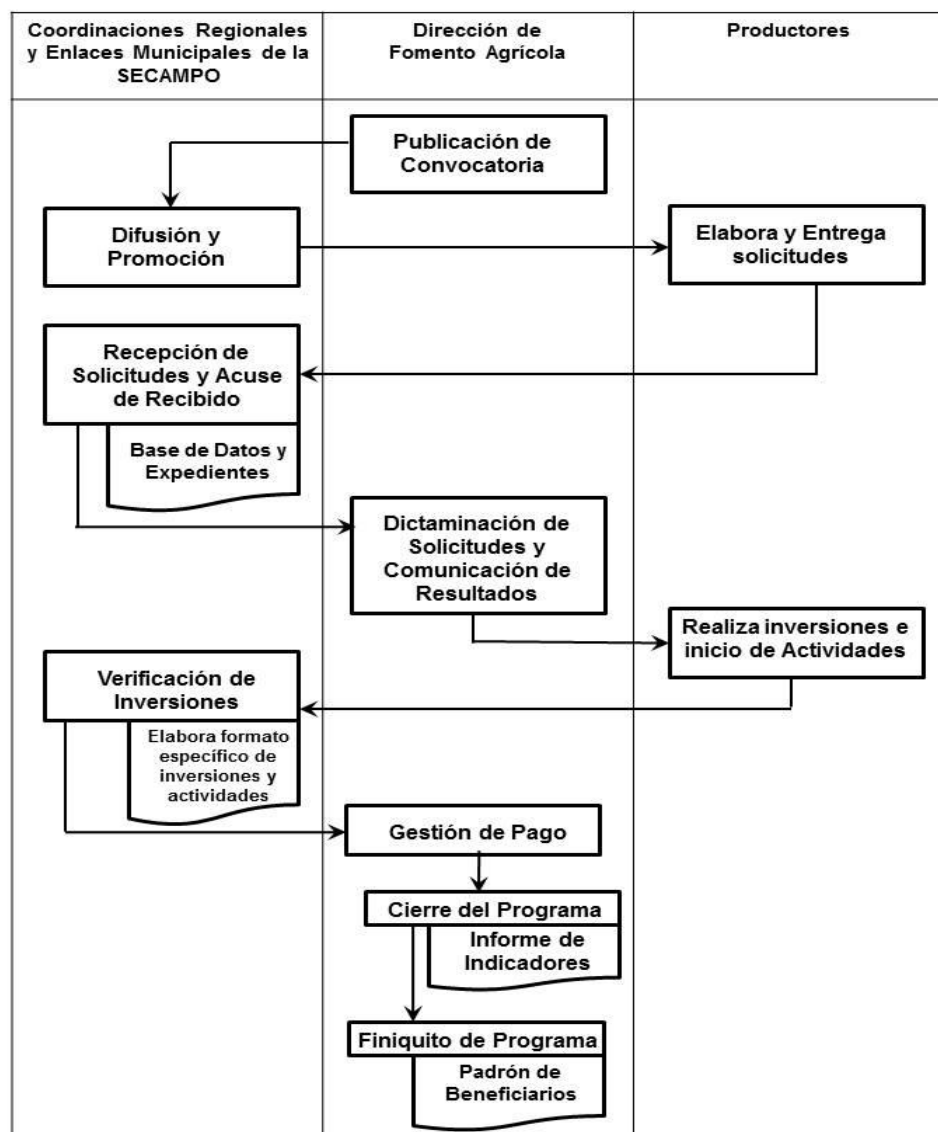 Coordinaciones Regionales
y Enlaces Municipales de la
SECAMPO
Dirección de
Fomento Agrícola
Productores
Publicación de
Convocatoria
Difusión y
Promoción
Elabora y Entrega
solicitudes
Recepción de
Solicitudes y Acuse
de Recibido
Base de Datos y
Expedientes
Dictaminación de
Solicitudes y
Comunicación de
Resultados
Realiza inversiones e
inicio de Actividades
Verificación de
Inversiones
Elabora formato
específico de
inversiones y
actividades
Gestión de Pago
Cierre del Programa
Informe de
Indicadores
Finiquito de Programa
Padrón de
Beneficiarios